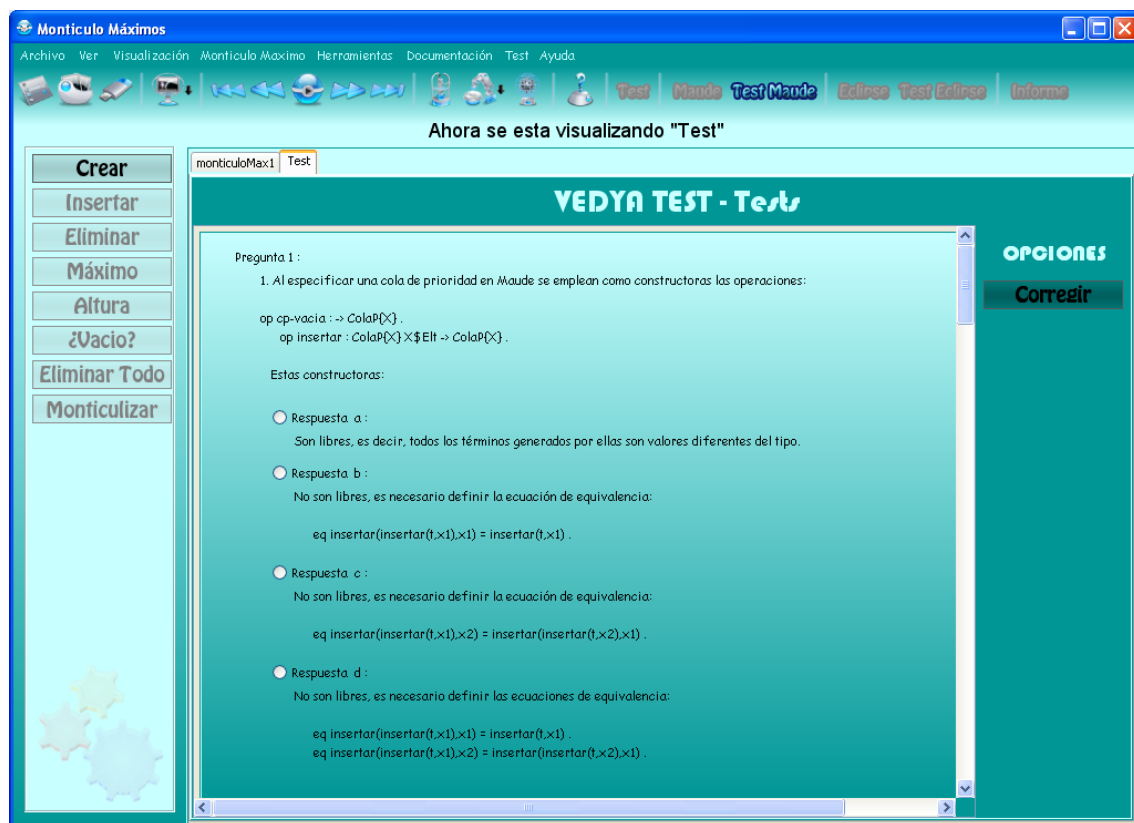 Monticulo Máximos
Archivo Ver Visualización Monticulo Maximo Herramientas Documentación Test Ayuda
Test Maude Test Maude Eclipse Test Eclipse Informe
Ahora se esta visualizando "Test"
Crear
Insertar
Eliminar
Máximo
Altura
¿Vacio?
Eliminar Todo
Monticulizar
monticuloMax1 Test
VEDYA TEST - Tests
Pregunta 1 :
1. Al especificar una cola de prioridad en Maude se emplean como constructoras las operaciones:
op cp-vacia : -> ColaP{X} .
op insertar : ColaP{X} X$Elt -> ColaP{X} .
Estas constructoras:
Respuesta a :
Son libres, es decir, todos los términos generados por ellas son valores diferentes del tipo.
Respuesta b :
No son libres, es necesario definir la ecuación de equivalencia:
eq insertar(insertar(t,x1),x1) = insertar(t,x1) .
Respuesta c :
No son libres, es necesario definir la ecuación de equivalencia:
eq insertar(insertar(t,x1),x2) = insertar(insertar(t,x2),x1) .
Respuesta d :
No son libres, es necesario definir las ecuaciones de equivalencia:
eq insertar(insertar(t,x1),x1) = insertar(t,x1) .
eq insertar(insertar(t,x1),x2) = insertar(insertar(t,x2),x1) .
OPCIONES
Corregir